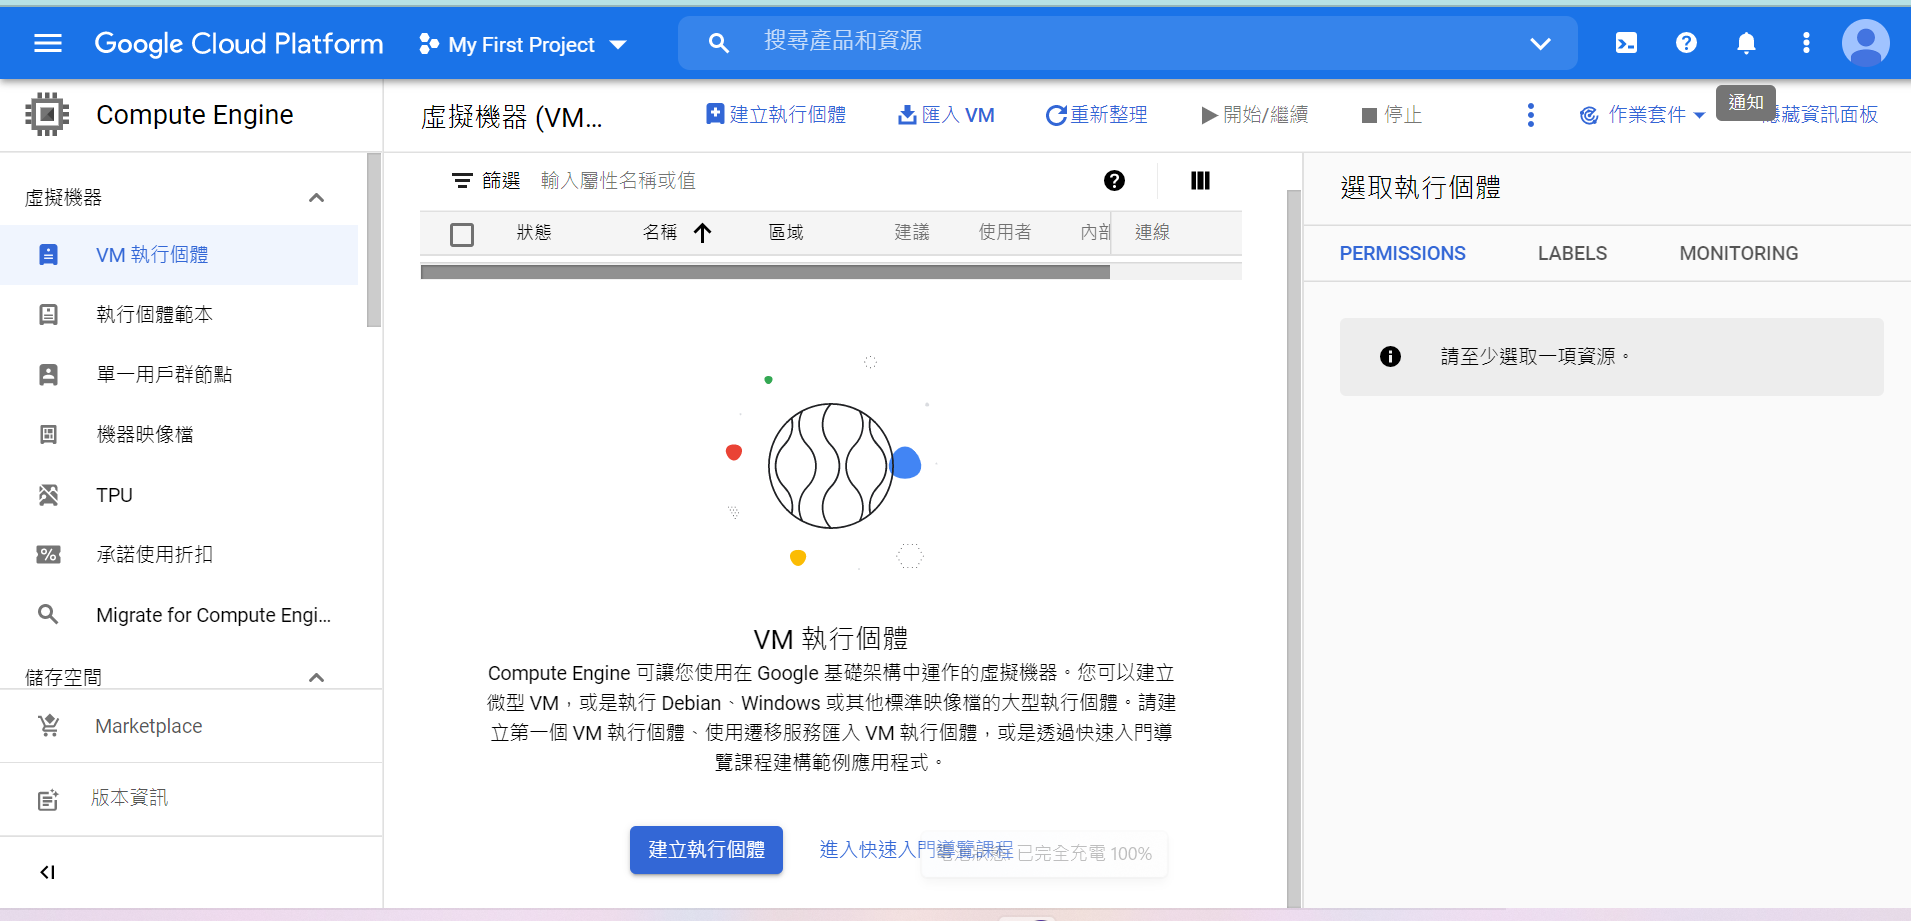 Google Cloud Platform
My First Project
搜尋產品和資源
Compute Engine
虛擬機器 (VM...
建立執行個體
匯入 VM
重新整理
開始/繼續
停止
作業套件
通知
隱藏資訊面板
虛擬機器
VM 執行個體
執行個體範本
單一用戶群節點
機器映像檔
TPU
承諾使用折扣
Migrate for Compute Engi...
儲存空間
Marketplace
版本資訊
篩選 輸入屬性名稱或值
狀態 名稱 區域 建議 使用者 內部 連線
VM 執行個體
Compute Engine 可讓您使用在 Google 基礎架構中運作的虛擬機器。您可以建立
微型 VM，或是執行 Debian、Windows 或其他標準映像檔的大型執行個體。請建
立第一個 VM 執行個體、使用遷移服務匯入 VM 執行個體，或是透過快速入門導
覽課程建構範例應用程式。
建立執行個體
進入快速入門導覽課程
已完全充電 100%
選取執行個體
PERMISSIONS LABELS MONITORING
請至少選取一項資源。